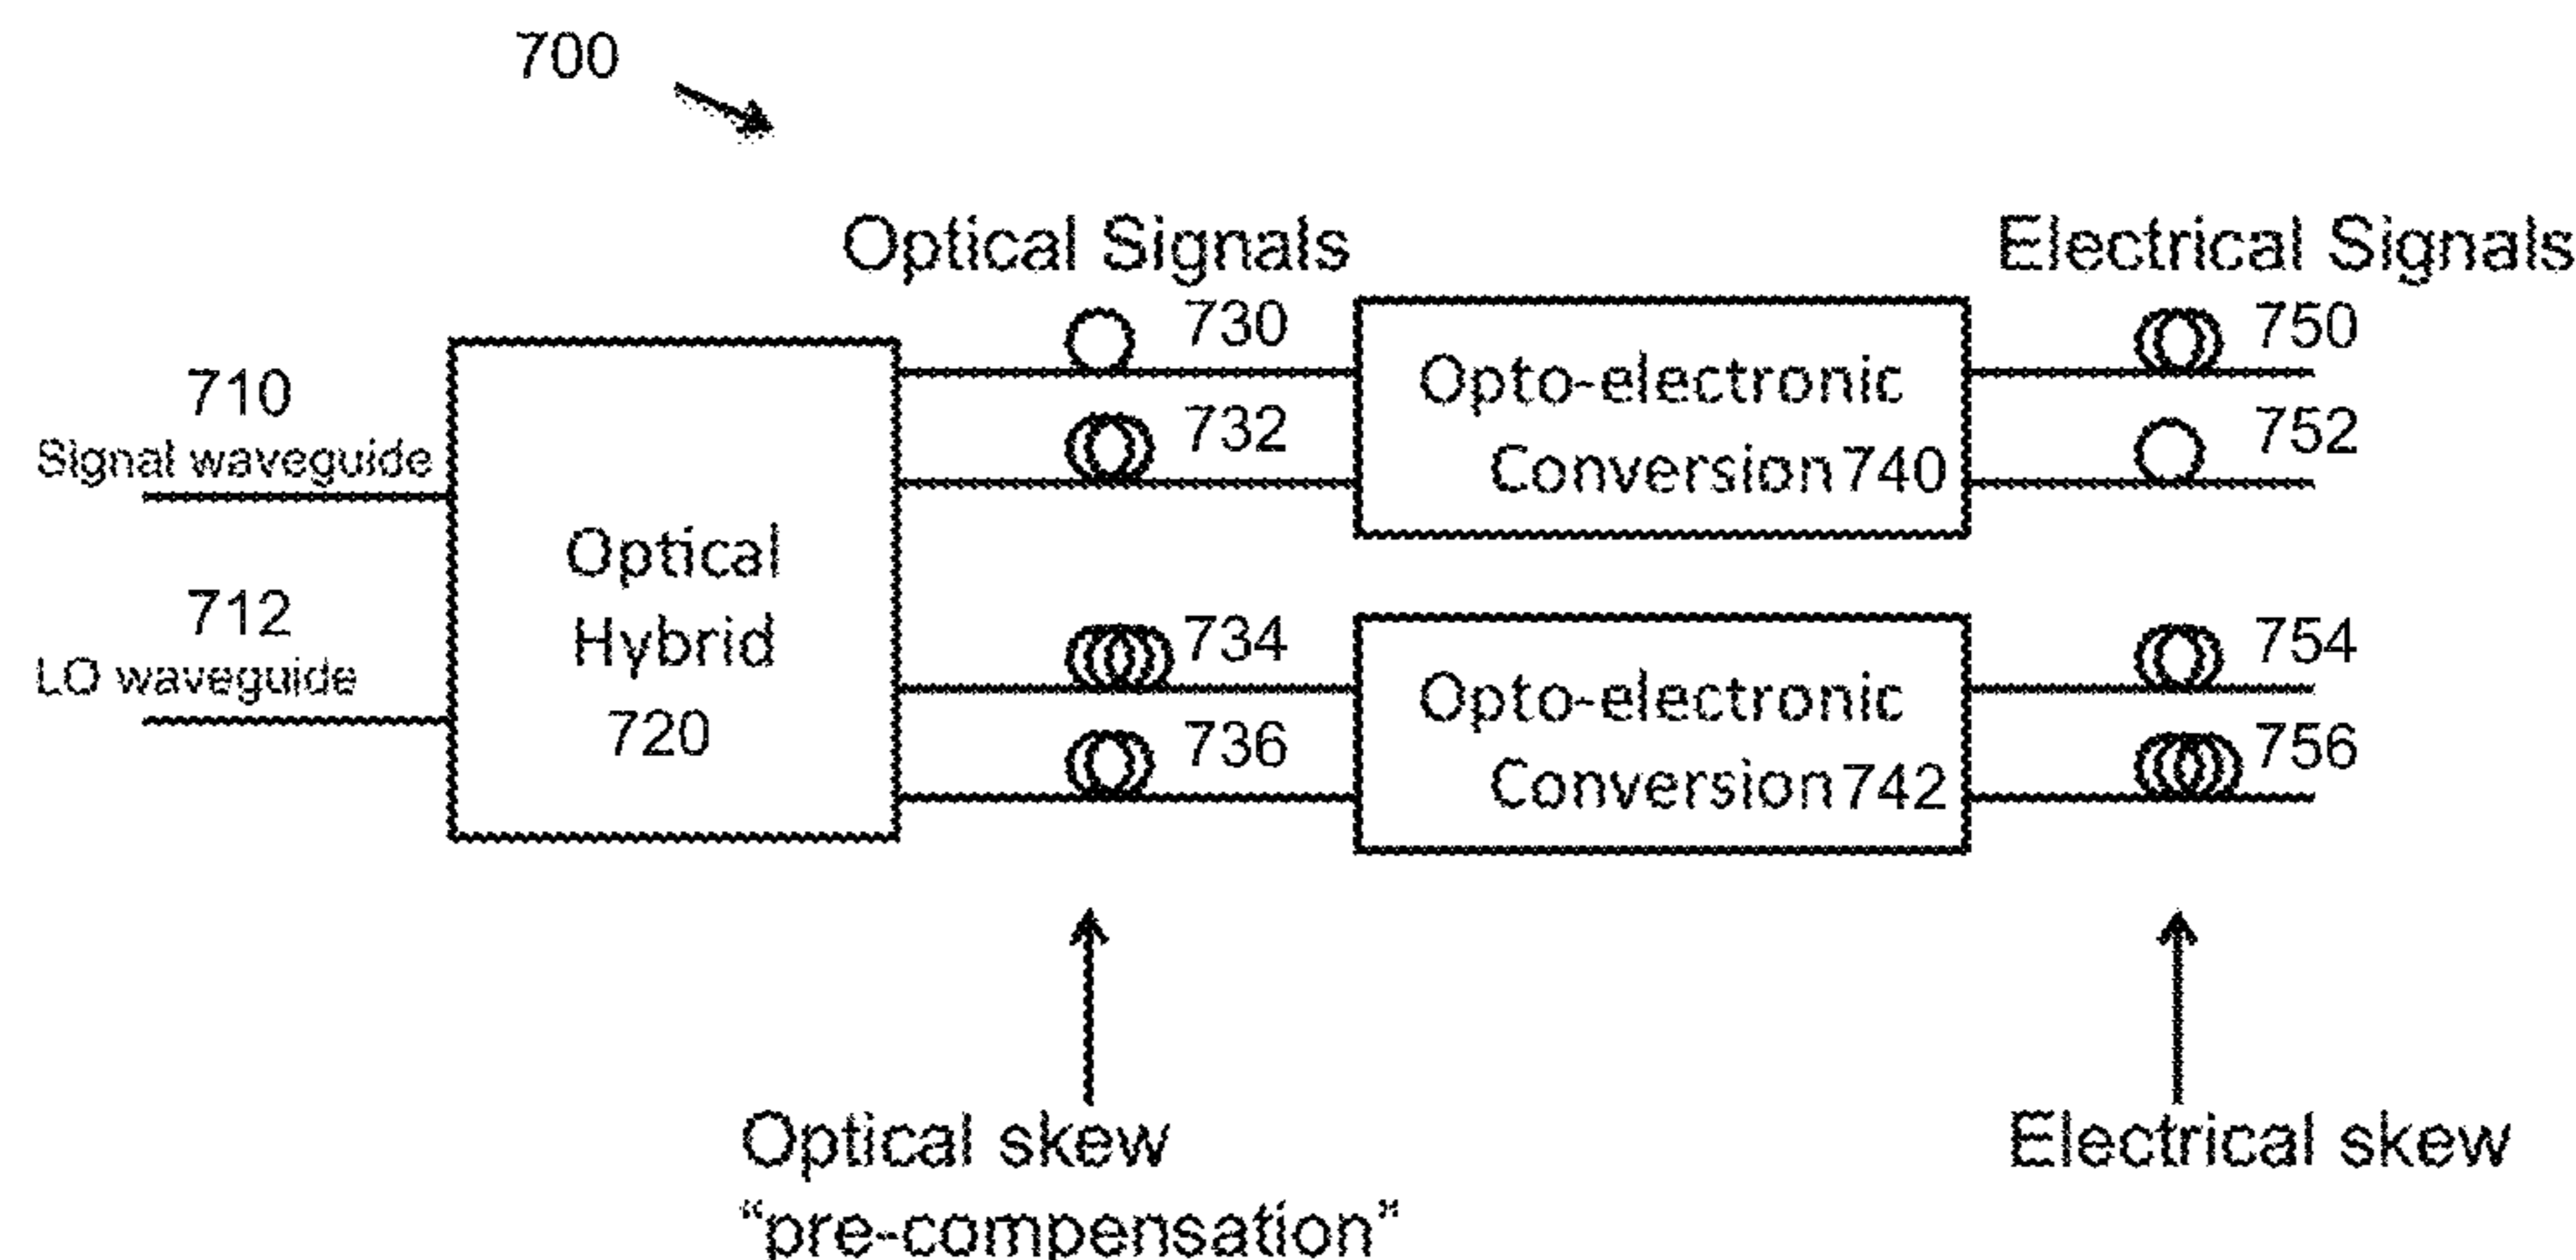 700
Optical Signals
Electrical Signals
730
750
710
Signal waveguide
732
Opto-electronic
Conversion 740
752
Optical
Hybrid
720
712
LO waveguide
734
754
736
Opto-electronic
Conversion 742
756
Optical skew
"pre-compensation"
Electrical skew